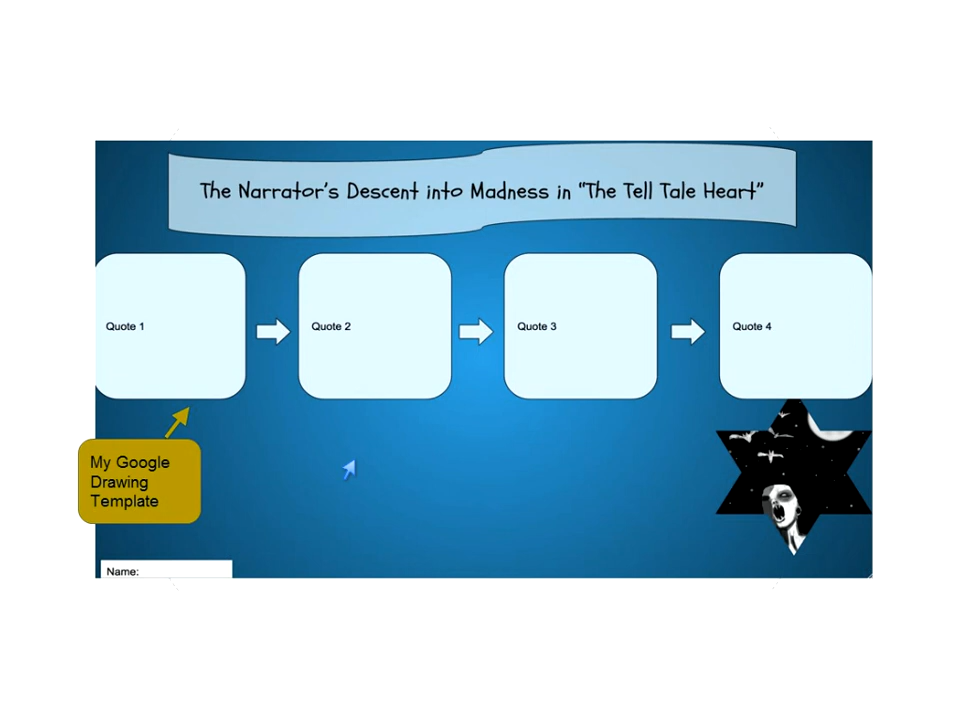 The Narrator's Descent into Madness in "The Tell Tale Heart"
Quote 1
Quote 2
Quote 3
Quote 4
My Google
Drawing
Template
Name: